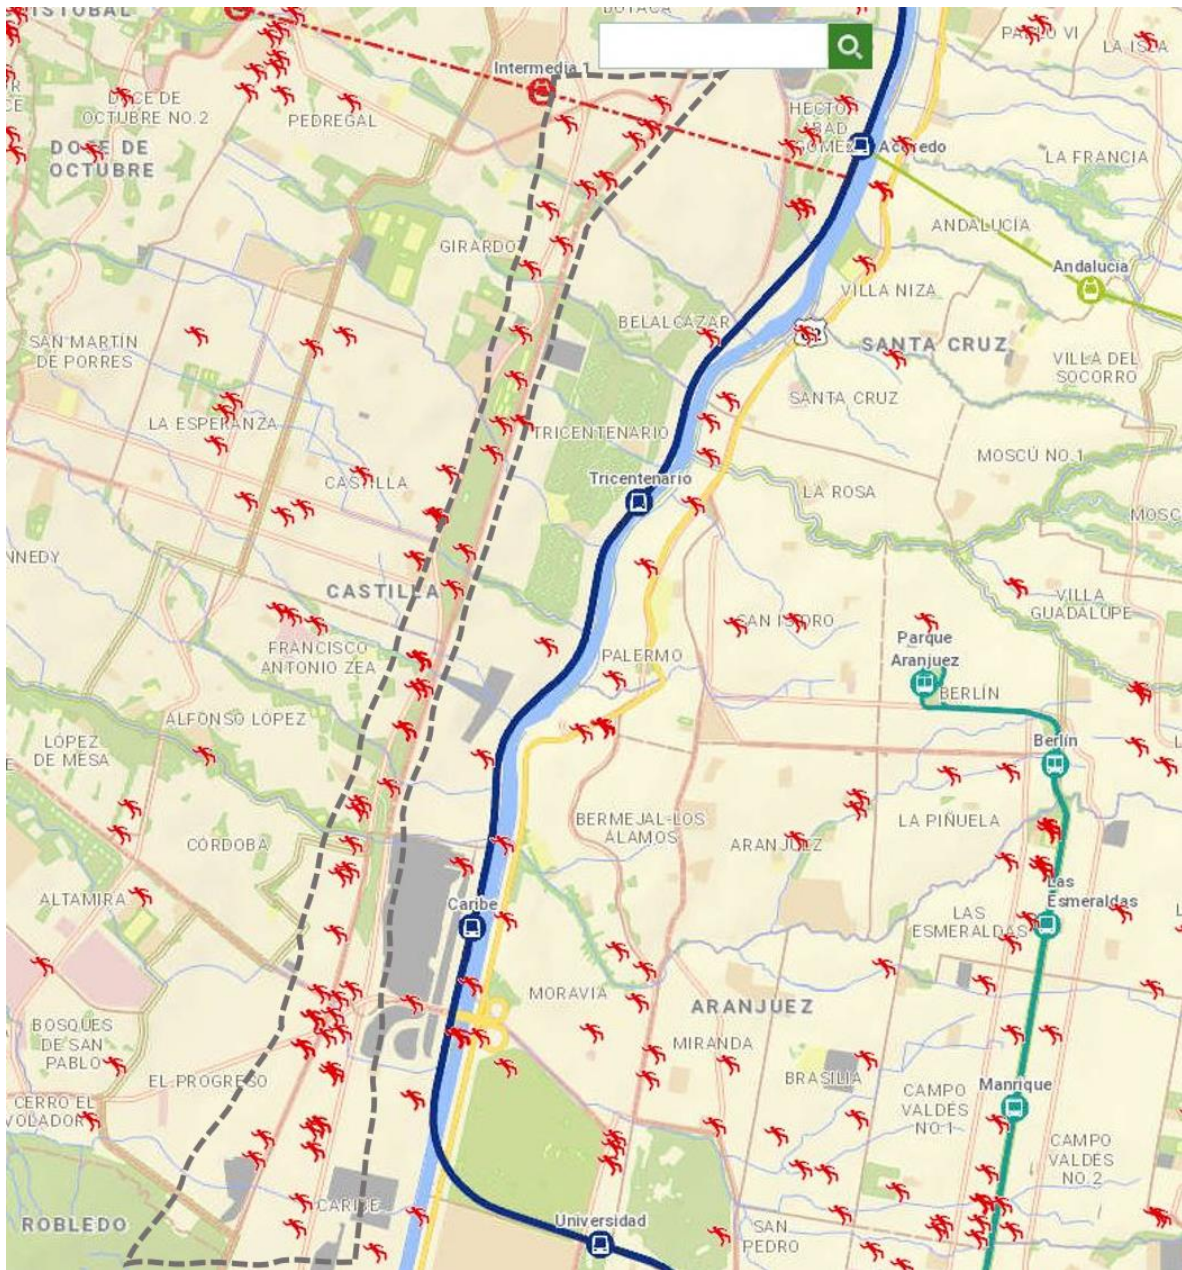 ISTOBAL
BOYACA
PABLO VI
LA ISLA
Intermedia 1
DOCE DE
OCTUBRE NO.2
PEDREGAL
HECTOR
ABAD
GOMEZ
Acevedo
DOCE DE
OCTUBRE
LA FRANCIA
GIRARDOT
ANDALUCÍA
Andalucía
VILLA NIZA
BELALCAZAR
SAN MARTÍN
DE PORRES
SANTA CRUZ
VILLA DEL
SOCORRO
LA ESPERANZA
SANTA CRUZ
TRICENTENARIO
MOSCÚ NO.1
CASTILLA
Tricentenario
LA ROSA
MOSC
NNEDY
CASTILLA
VILLA
GUADALUPE
SAN ISIDRO
FRANCISCO
ANTONIO ZEA
PALERMO
Parque
Aranjuez
BERLÍN
ALFONSO LÓPEZ
LÓPEZ
DE MESA
Berlín
CÓRDOBA
BERMEJAL-LOS
ÁLAMOS
ARANJUEZ
LA PIÑUELA
ALTAMIRA
Caribe
Las
Esmeraldas
LAS
ESMERALDAS
MORAVIA
ARANJUEZ
BOSQUES
DE SAN
PABLO
MIRANDA
EL PROGRESO
BRASILIA
CERRO EL
VOLADOR
CAMPO
VALDÉS
NO.1
Manrique
CAMPO
VALDÉS
NO.2
ROBLEDO
CARIBE
Universidad
SAN
PEDRO